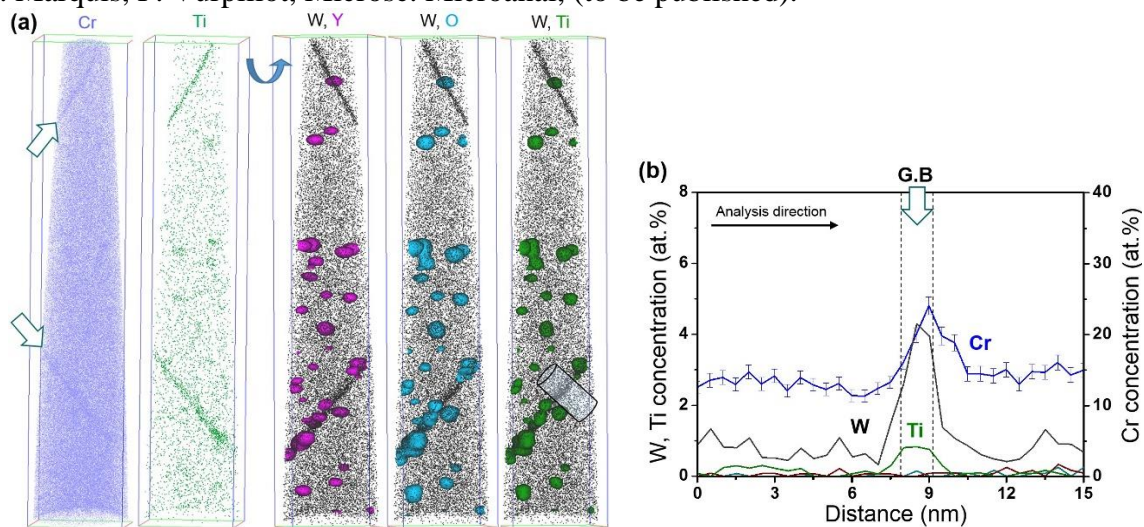 . Marquis, F. Vurpillot, Microsc. Microanal, (to be published).
(a) Cr Ti W, Y W, O W, Ti
(b)
G.B
Analysis direction
W, Ti concentration (at.%)
8
6
4
2
0
Cr concentration (at.%)
40
30
20
10
0
Cr
W
Ti
0 3 6 9 12 15
Distance (nm)